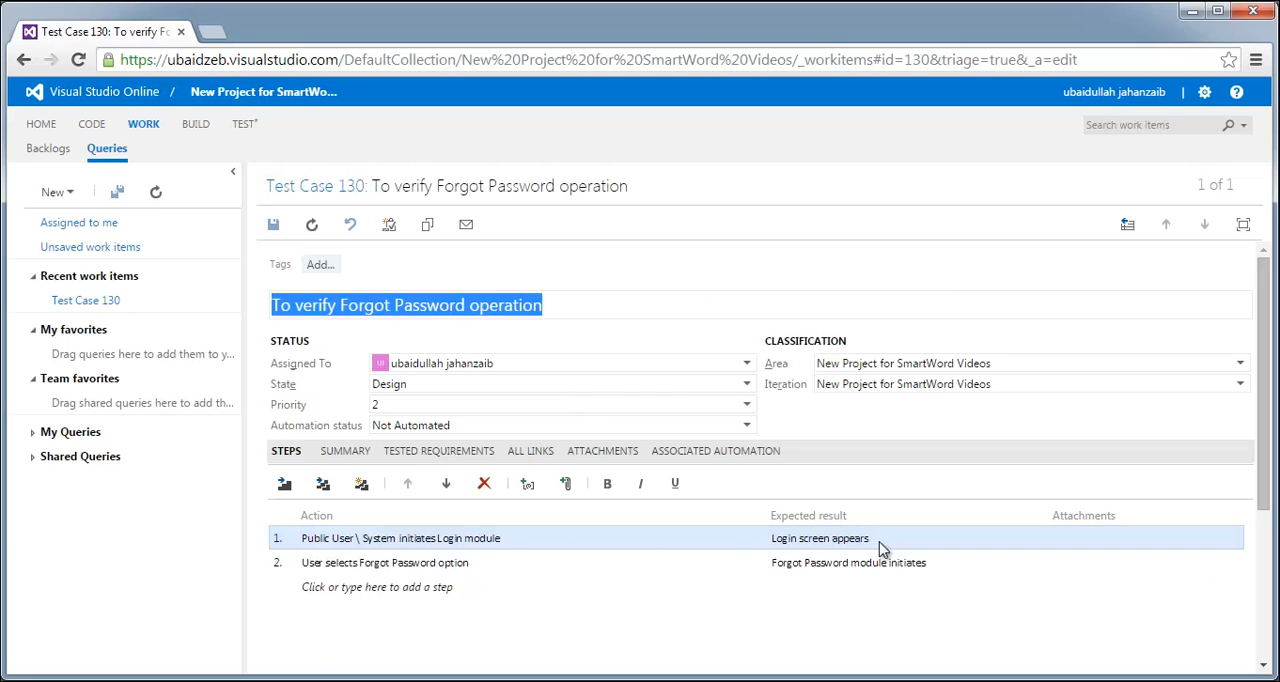 Test Case 130: To verify Fc
https://ubaidzeb.visualstudio.com/DefaultCollection/New%20Project%20for%20SmartWord%20Videos/_workitems#id=130&triage=true&_a=edit
Visual Studio Online / New Project for SmartWo... ubaidullah jahanzaib | ?
HOME CODE WORK BUILD TEST* Search work items
Backlogs Queries
New Test Case 130: To verify Forgot Password operation 1 of 1
Assigned to me
Unsaved work items
Recent work items
Test Case 130
My favorites
Drag queries here to add them to y...
Team favorites
Drag shared queries here to add th...
My Queries
Shared Queries
Tags Add...
To verify Forgot Password operation
STATUS CLASSIFICATION
Assigned To UI ubaidullah jahanzaib Area New Project for SmartWord Videos
State Design Iteration New Project for SmartWord Videos
Priority 2
Automation status Not Automated
STEPS SUMMARY TESTED REQUIREMENTS ALL LINKS ATTACHMENTS ASSOCIATED AUTOMATION
B I U
Action Expected result Attachments
1. Public User \ System initiates Login module Login screen appears
2. User selects Forgot Password option Forgot Password module initiates
Click or type here to add a step